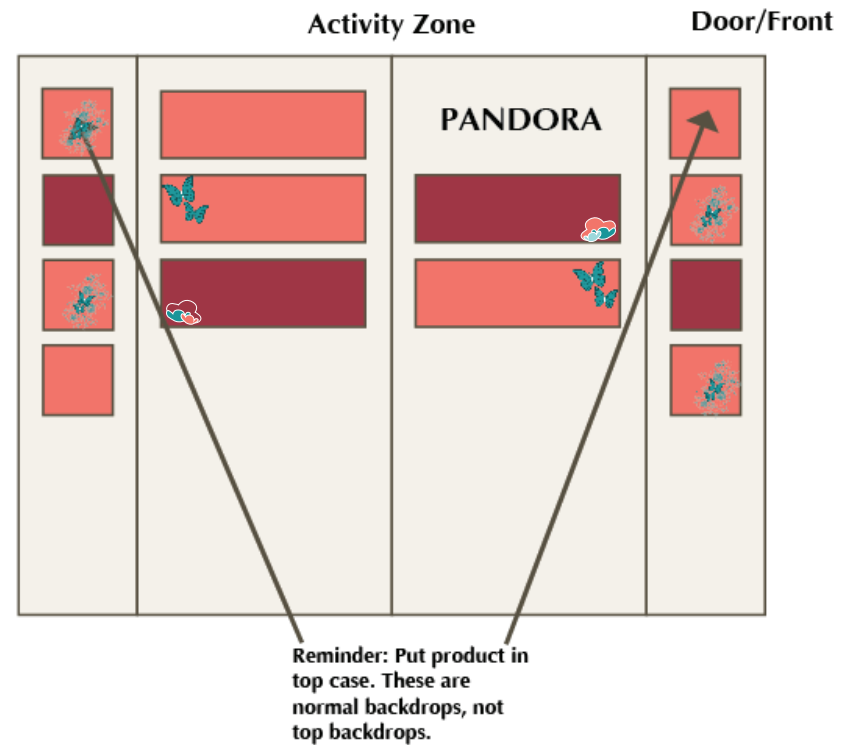 Activity Zone
Door/Front
PANDORA
Reminder: Put product in
top case. These are
normal backdrops, not
top backdrops.